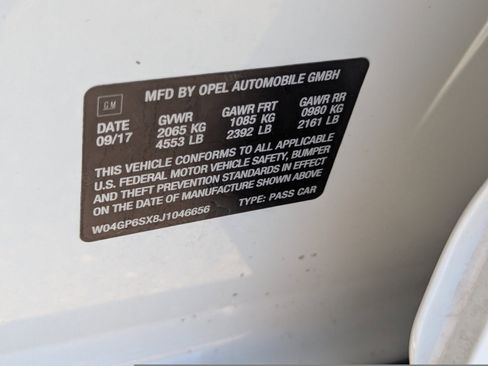 GM
MFD BY OPEL AUTOMOBILE GMBH
DATE GVWR GAWR FRT GAWR RR
09/17 2065 KG 1085 KG 0980 KG
4553 LB 2392 LB 2161 LB
THIS VEHICLE CONFORMS TO ALL APPLICABLE
U.S. FEDERAL MOTOR VEHICLE SAFETY, BUMPER
AND THEFT PREVENTION STANDARDS IN EFFECT
ON THE DATE OF MANUFACTURE SHOWN ABOVE
W04GP6SX8J1046656 TYPE: PASS CAR